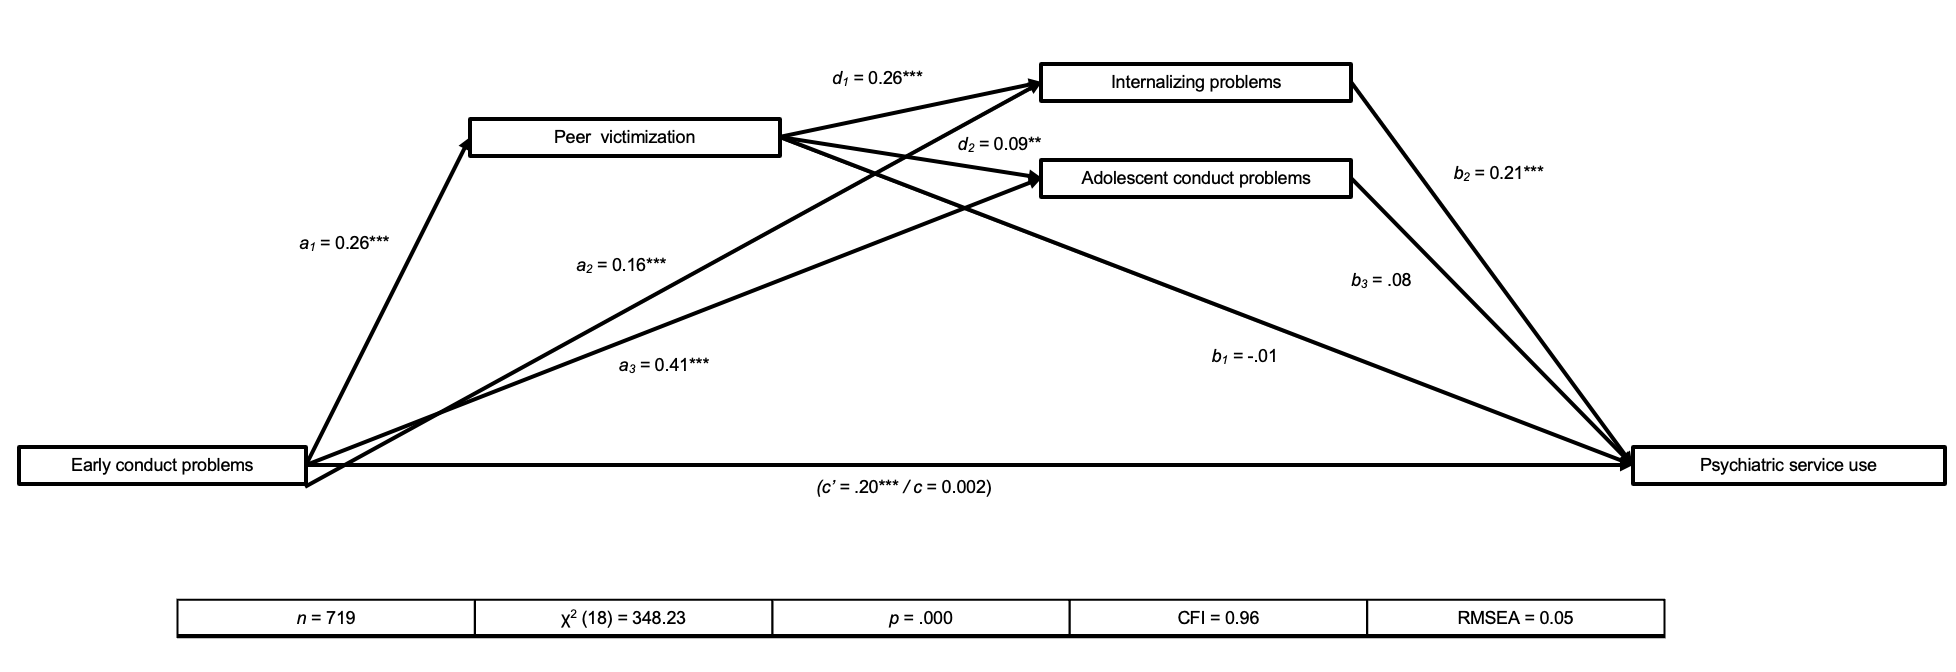 d₁ = 0.26***
Internalizing problems
Peer victimization
d₂ = 0.09**
Adolescent conduct problems
b₂ = 0.21***
a₁ = 0.26***
a₂ = 0.16***
b₃ = .08
a₃ = 0.41***
b₁ = -.01
Early conduct problems
Psychiatric service use
(c’ = .20*** / c = 0.002)
n = 719
χ² (18) = 348.23
p = .000
CFI = 0.96
RMSEA = 0.05